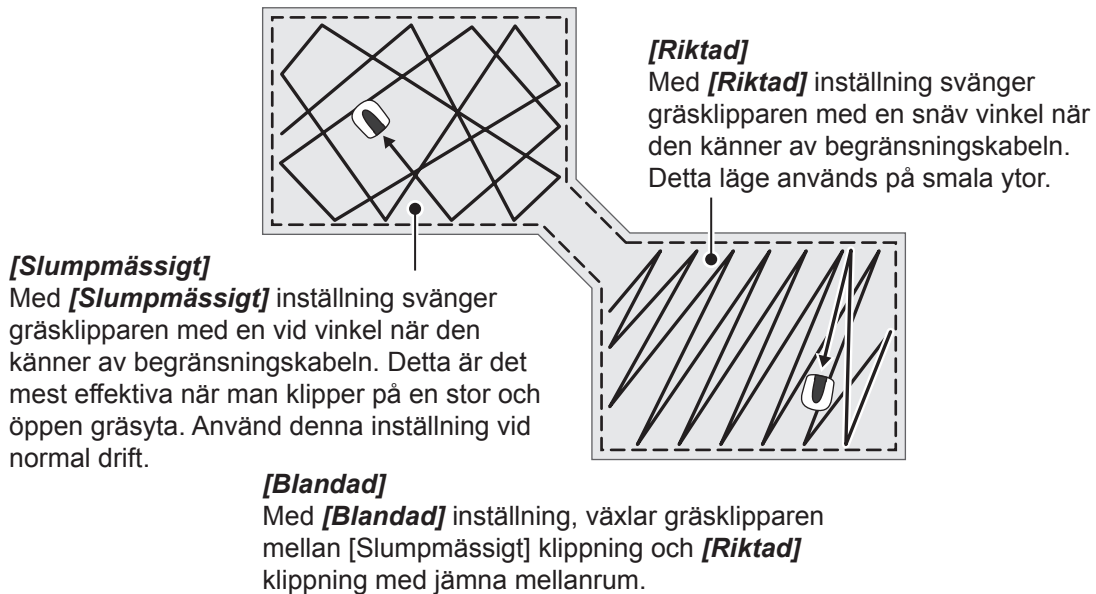 [Riktad]
Med [Riktad] inställning svänger
gräsklipparen med en snäv vinkel när
den känner av begränsningskabeln.
Detta läge används på smala ytor.
[Slumpmässigt]
Med [Slumpmässigt] inställning svänger
gräsklipparen med en vid vinkel när den
känner av begränsningskabeln. Detta är det
mest effektiva när man klipper på en stor och
öppen gräsyta. Använd denna inställning vid
normal drift.
[Blandad]
Med [Blandad] inställning, växlar gräsklipparen
mellan [Slumpmässigt] klippning och [Riktad]
klippning med jämna mellanrum.